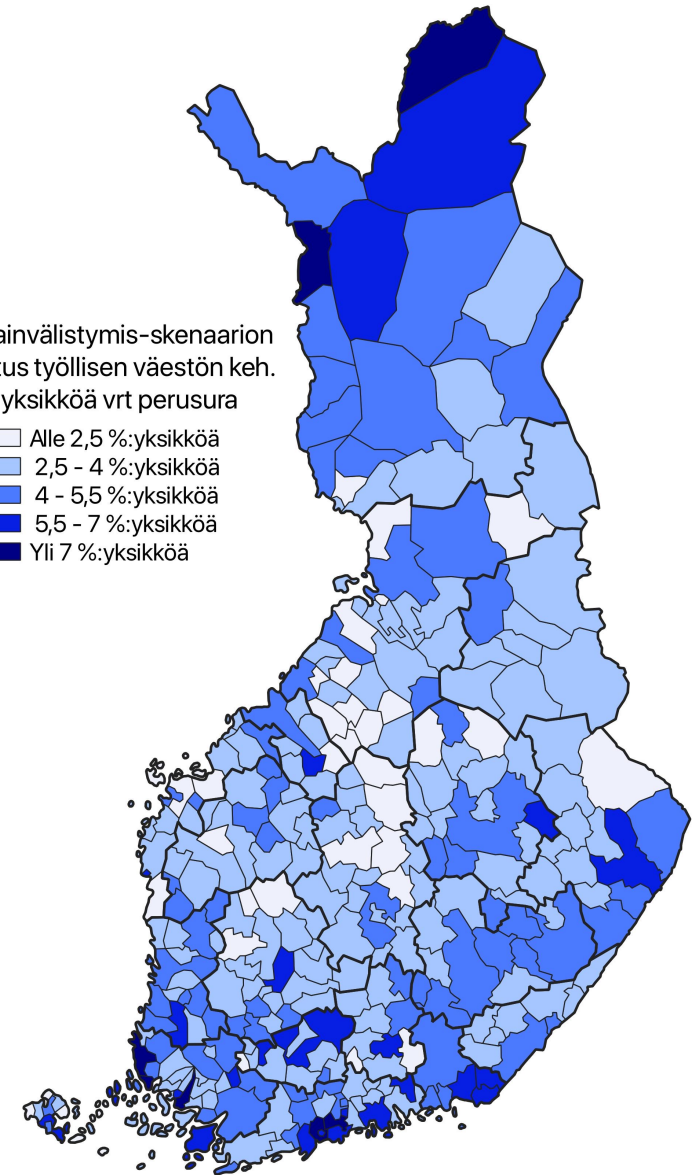 ainvälistymis-skenaarion
tus työllisen väestön keh.
yksikköä vrt perusura
Alle 2,5 %:yksikköä
2,5 - 4 %:yksikköä
4 - 5,5 %:yksikköä
5,5 - 7 %:yksikköä
Yli 7 %:yksikköä